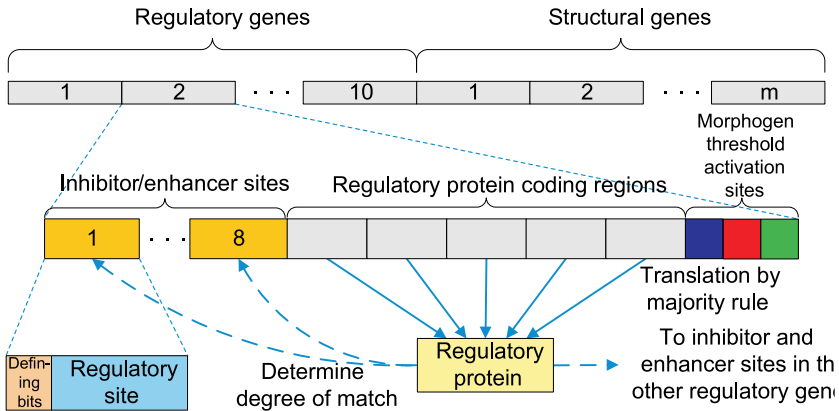 Regulatory genes
Structural genes
1 2 · · · 10 1 2 · · · m
Morphogen
threshold
activation
sites
Inhibitor/enhancer sites
Regulatory protein coding regions
1 · · · 8
Translation by
majority rule
Defin-
ing
bits
Regulatory
site
Determine
degree of match
Regulatory
protein
To inhibitor and
enhancer sites in th
other regulatory gen